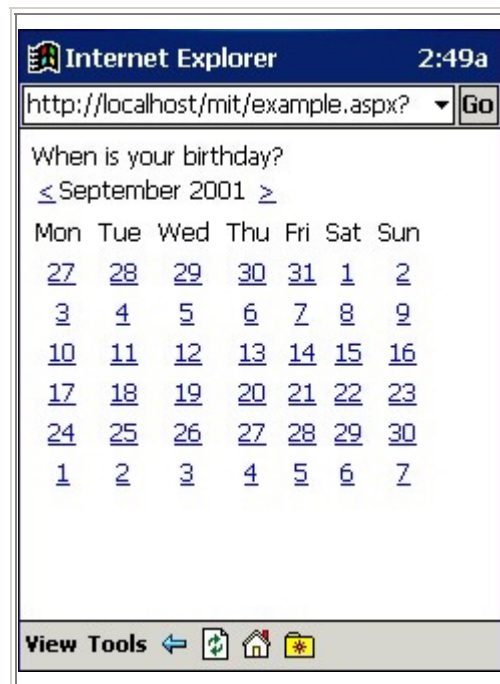 Internet Explorer 2:49a
http://localhost/mit/example.aspx? Go
When is your birthday?
< September 2001 >
Mon Tue Wed Thu Fri Sat Sun
27 28 29 30 31 1 2
3 4 5 6 7 8 9
10 11 12 13 14 15 16
17 18 19 20 21 22 23
24 25 26 27 28 29 30
1 2 3 4 5 6 7
View Tools